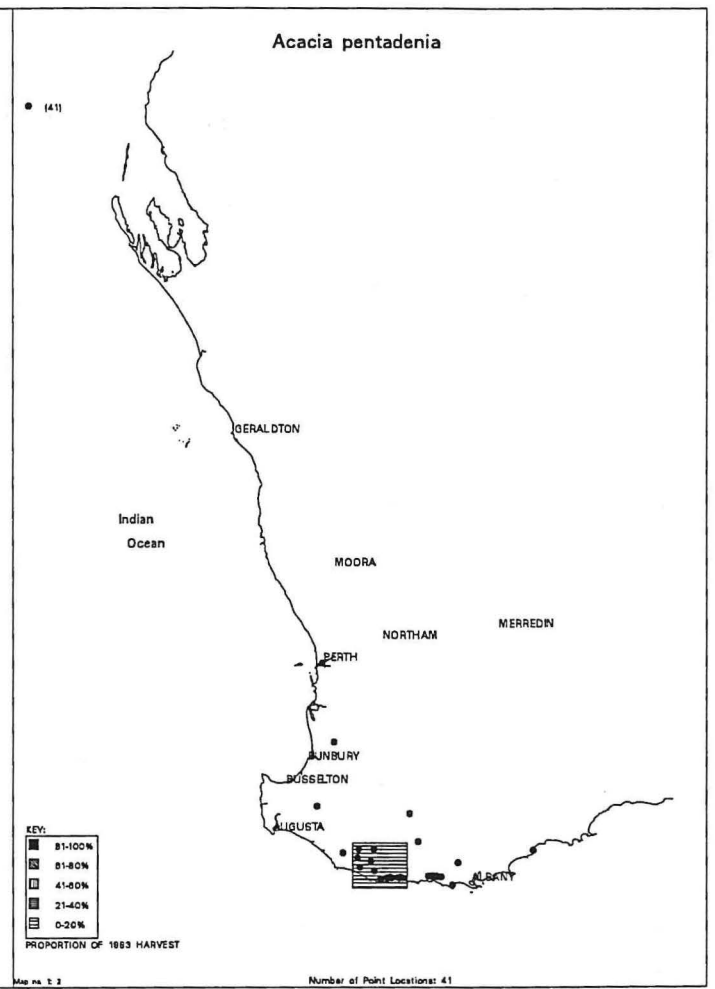 Acacia pentadenia
(41)
GERALDTON
Indian
Ocean
MOORA
MERREDIN
NORTHAM
PERTH
BUNBURY
BUSSELTON
AUGUSTA
ALBANY
KEY:
81-100%
61-80%
41-60%
21-40%
0-20%
PROPORTION OF 1983 HARVEST
Number of Point Locations: 41